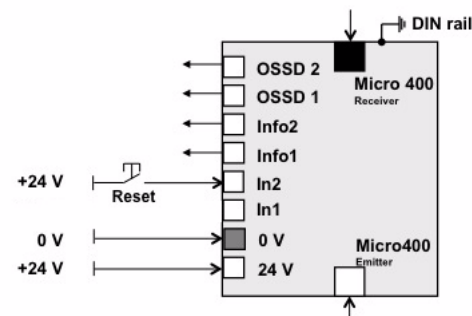 DIN rail
OSSD 2
Micro 400
Receiver
OSSD 1
Info2
Info1
+24 V
Reset
In2
In1
0 V
0 V
Micro400
Emitter
+24 V
24 V